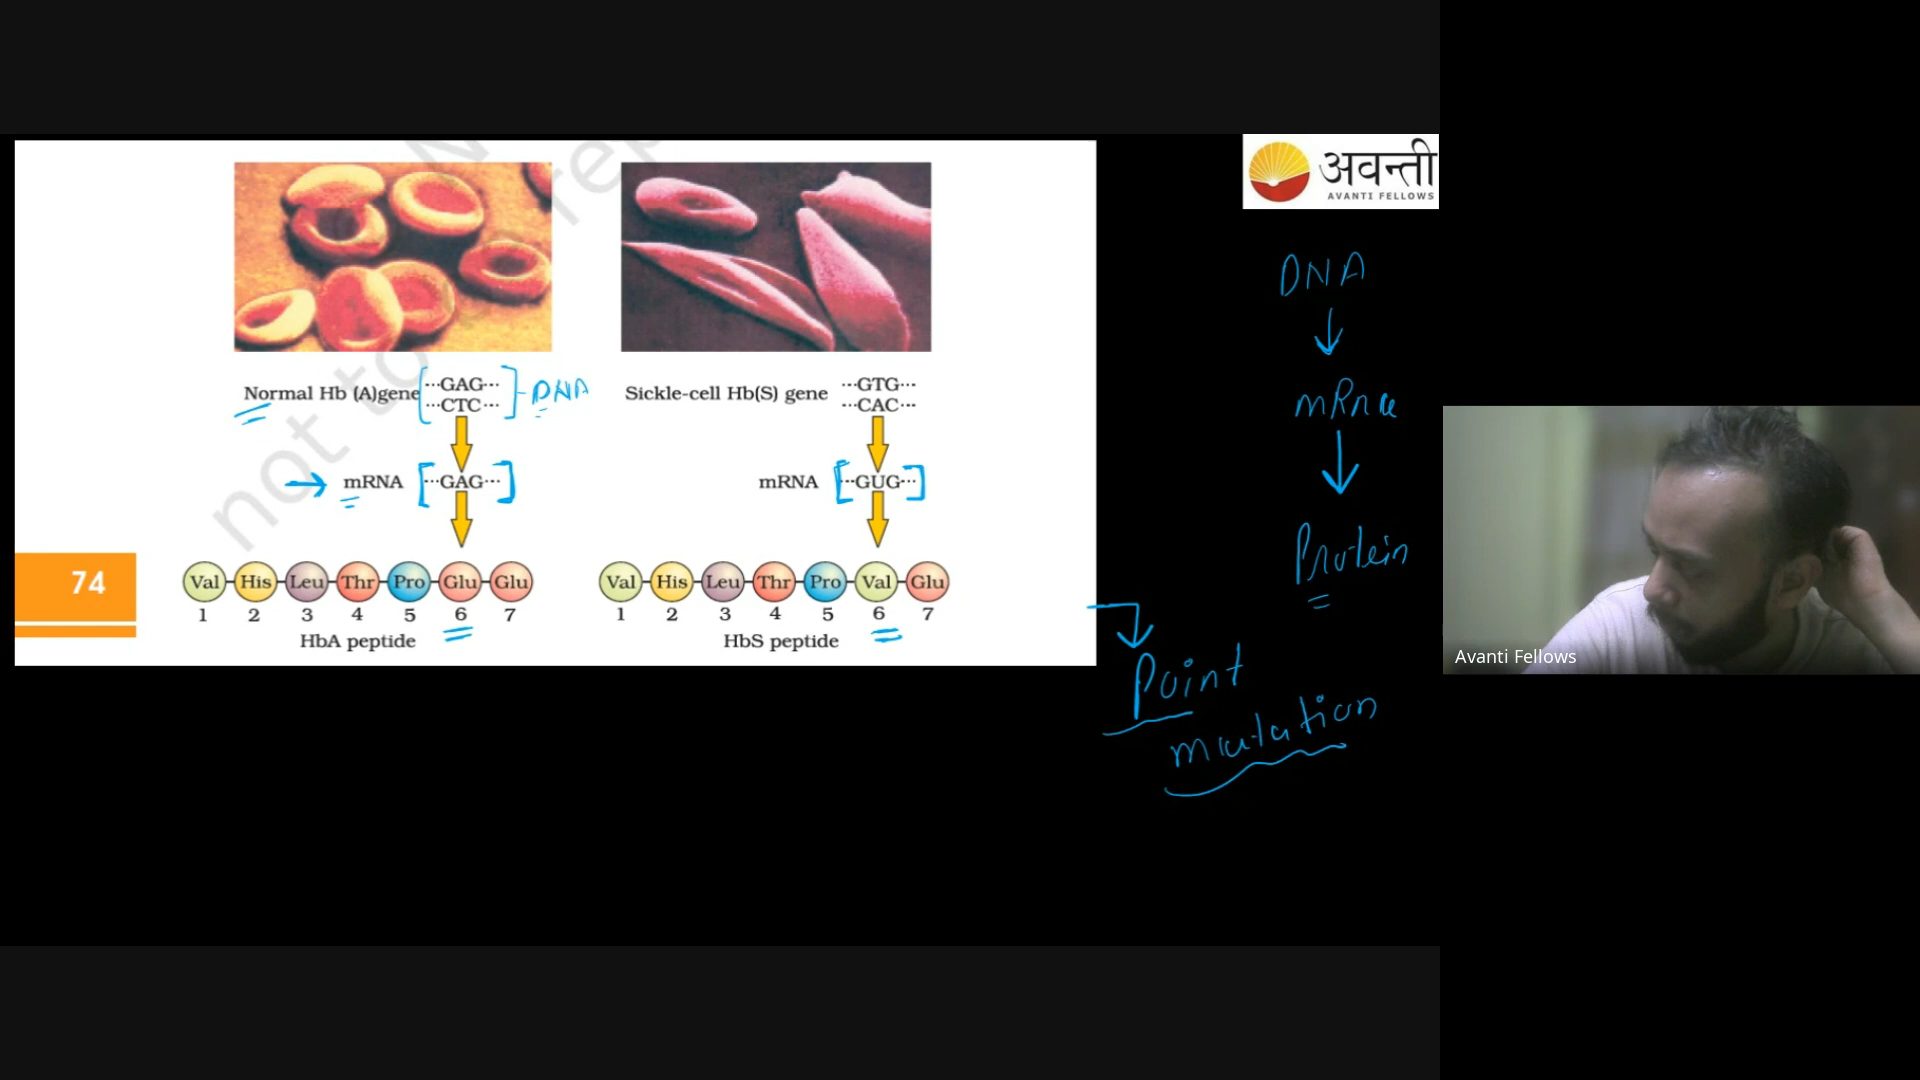 अवन्ती
AVANTI FELLOWS
not to rep
Normal Hb (A)gene ···GAG··· DNA
···CTC···
Sickle-cell Hb(S) gene ···GTG···
···CAC···
mRNA ···GAG···
mRNA ···GUG···
Val His Leu Thr Pro Glu Glu
1 2 3 4 5 6 7
HbA peptide
Val His Leu Thr Pro Val Glu
1 2 3 4 5 6 7
HbS peptide
74
DNA
mRna
Protein
Point
mutation
Avanti Fellows